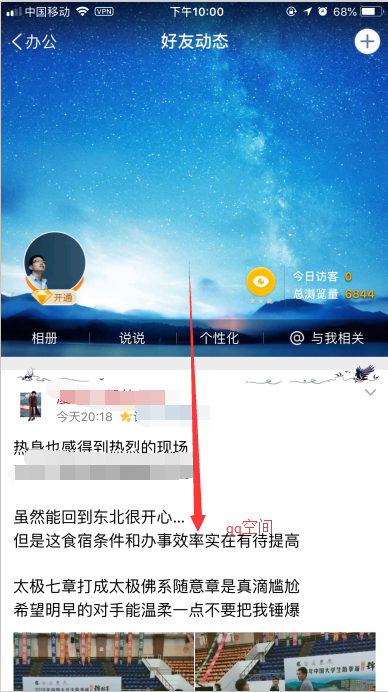 中国移动 VPN 下午10:00 68%
办公 好友动态
开通
今日访客 0
总浏览量 6844
相册 说说 个性化 @ 与我相关
今天20:18
热身也感得到热烈的现场
虽然能回到东北很开心...
但是这食宿条件和办事效率实在有待提高
qq空间
太极七章打成太极佛系随意章是真滴尴尬
希望明早的对手能温柔一点不要把我锤爆